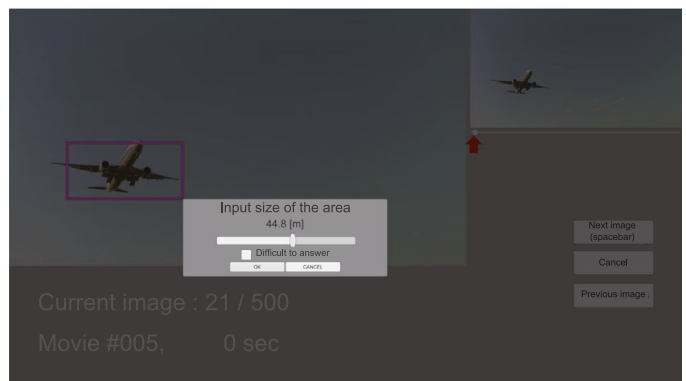 Input size of the area
44.8 [m]
Difficult to answer
OK
CANCEL
Next image
(spacebar)
Cancel
Previous image ,
Current image : 21 / 500
Movie #005, 0 sec